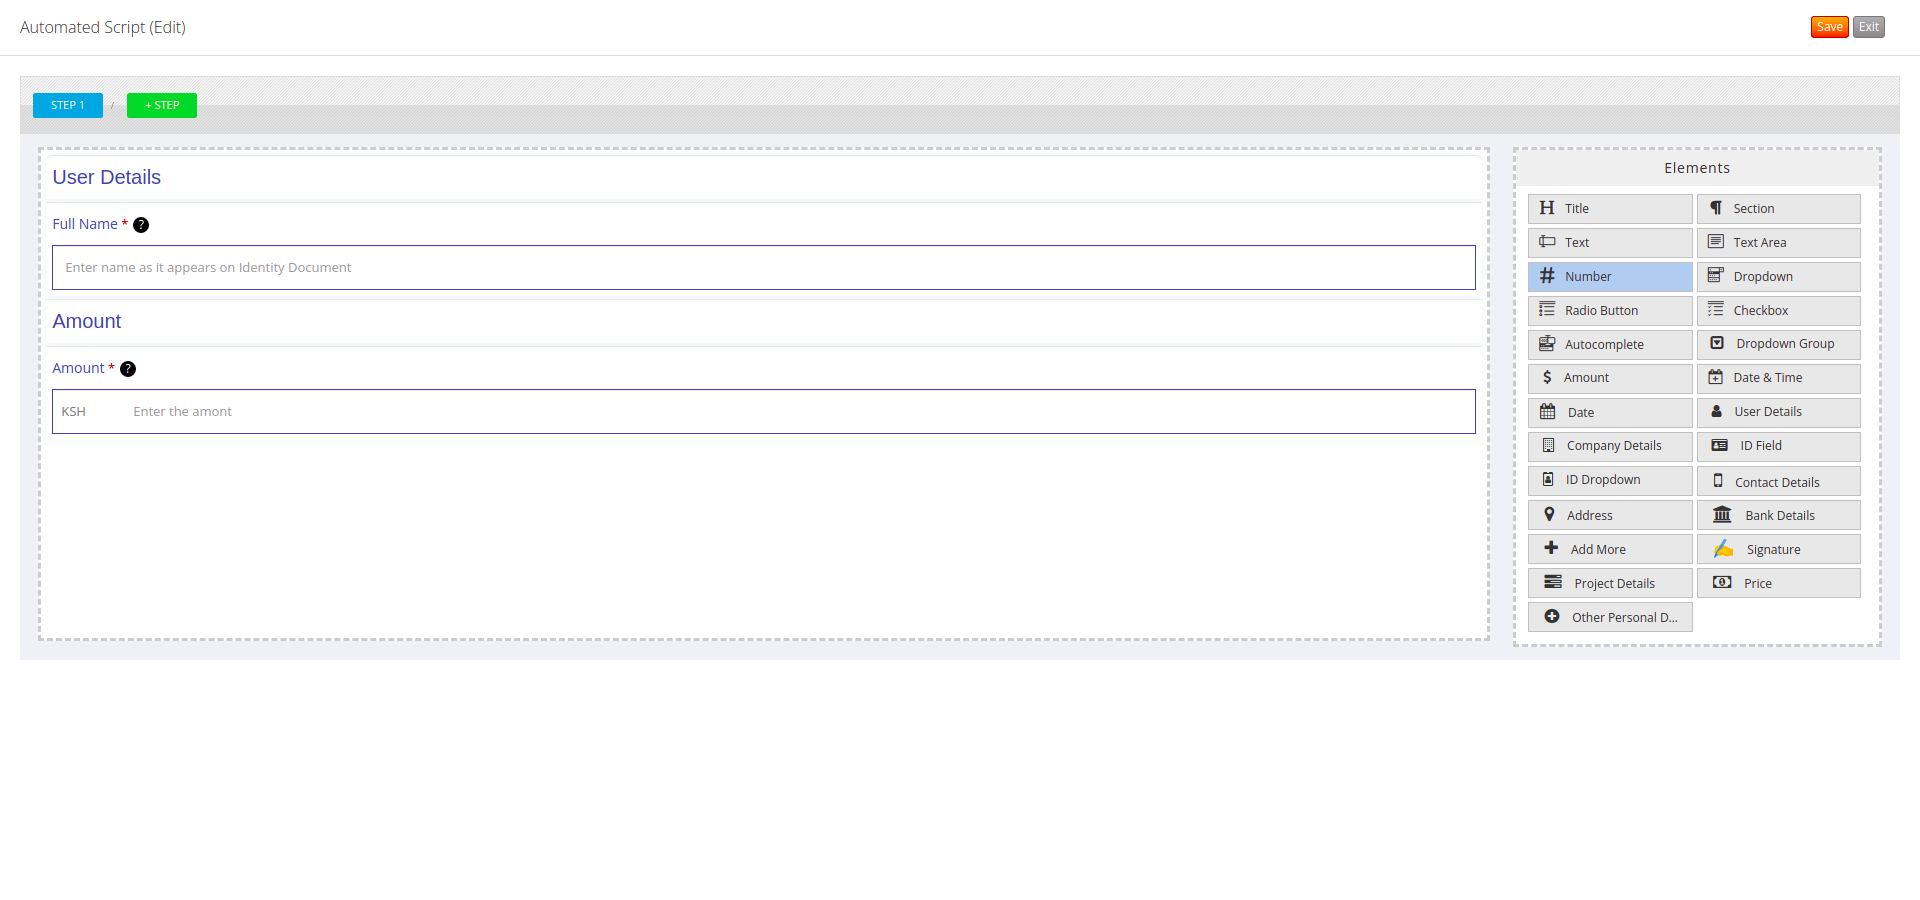 Automated Script (Edit)
Save Exit
STEP 1 / + STEP
User Details
Full Name * ?
Enter name as it appears on Identity Document
Amount
Amount * ?
KSH Enter the amont
Elements
Title Section
Text Text Area
Number Dropdown
Radio Button Checkbox
Autocomplete Dropdown Group
$ Amount Date & Time
Date User Details
Company Details ID Field
ID Dropdown Contact Details
Address Bank Details
Add More Signature
Project Details Price
Other Personal D...